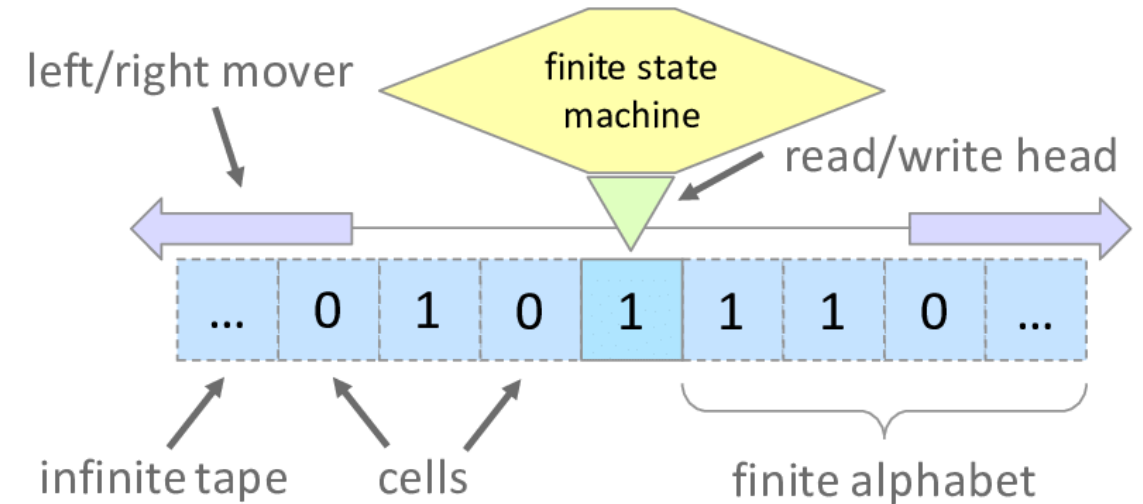 finite state
machine
left/right mover
read/write head
... 0 1 0 1 1 1 0 ...
infinite tape
cells
finite alphabet